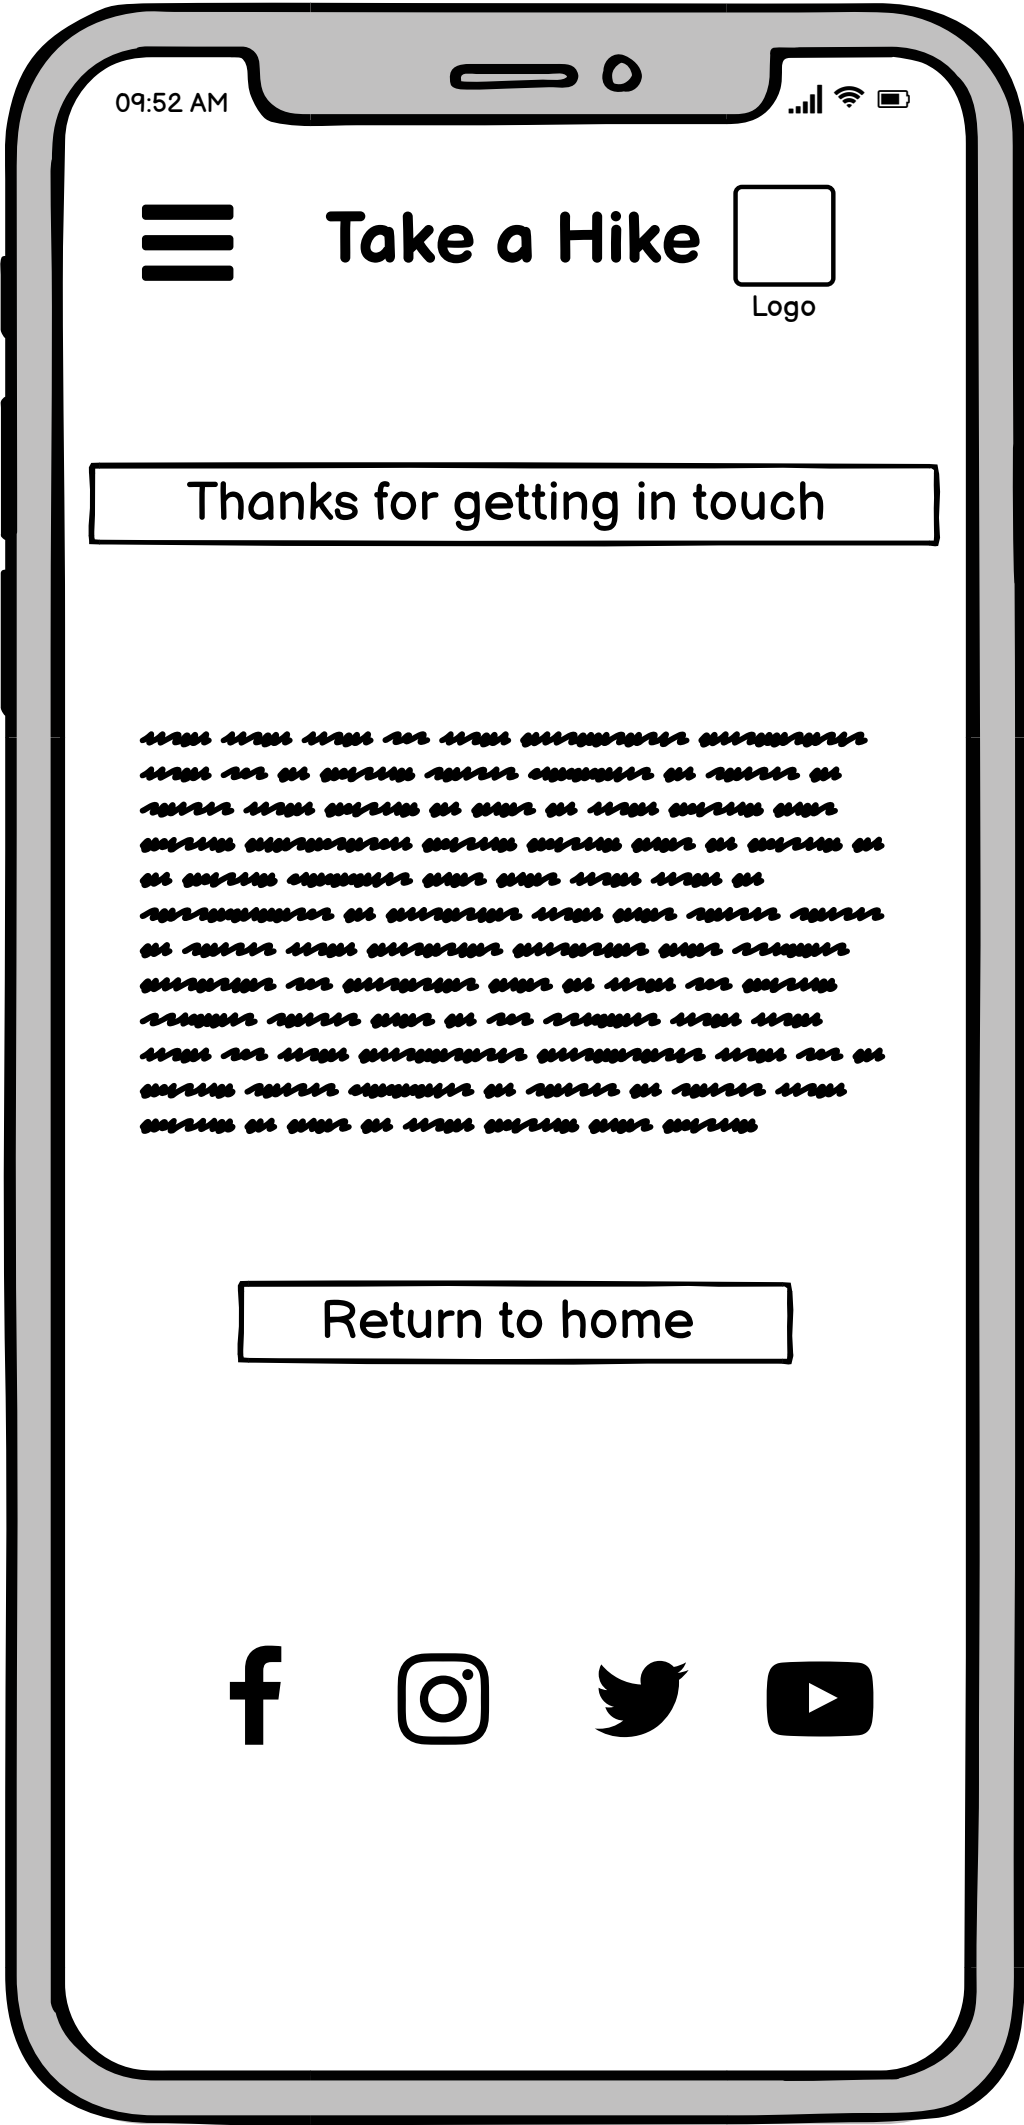 09:52 AM
Take a Hike
Logo
Thanks for getting in touch
Return to home